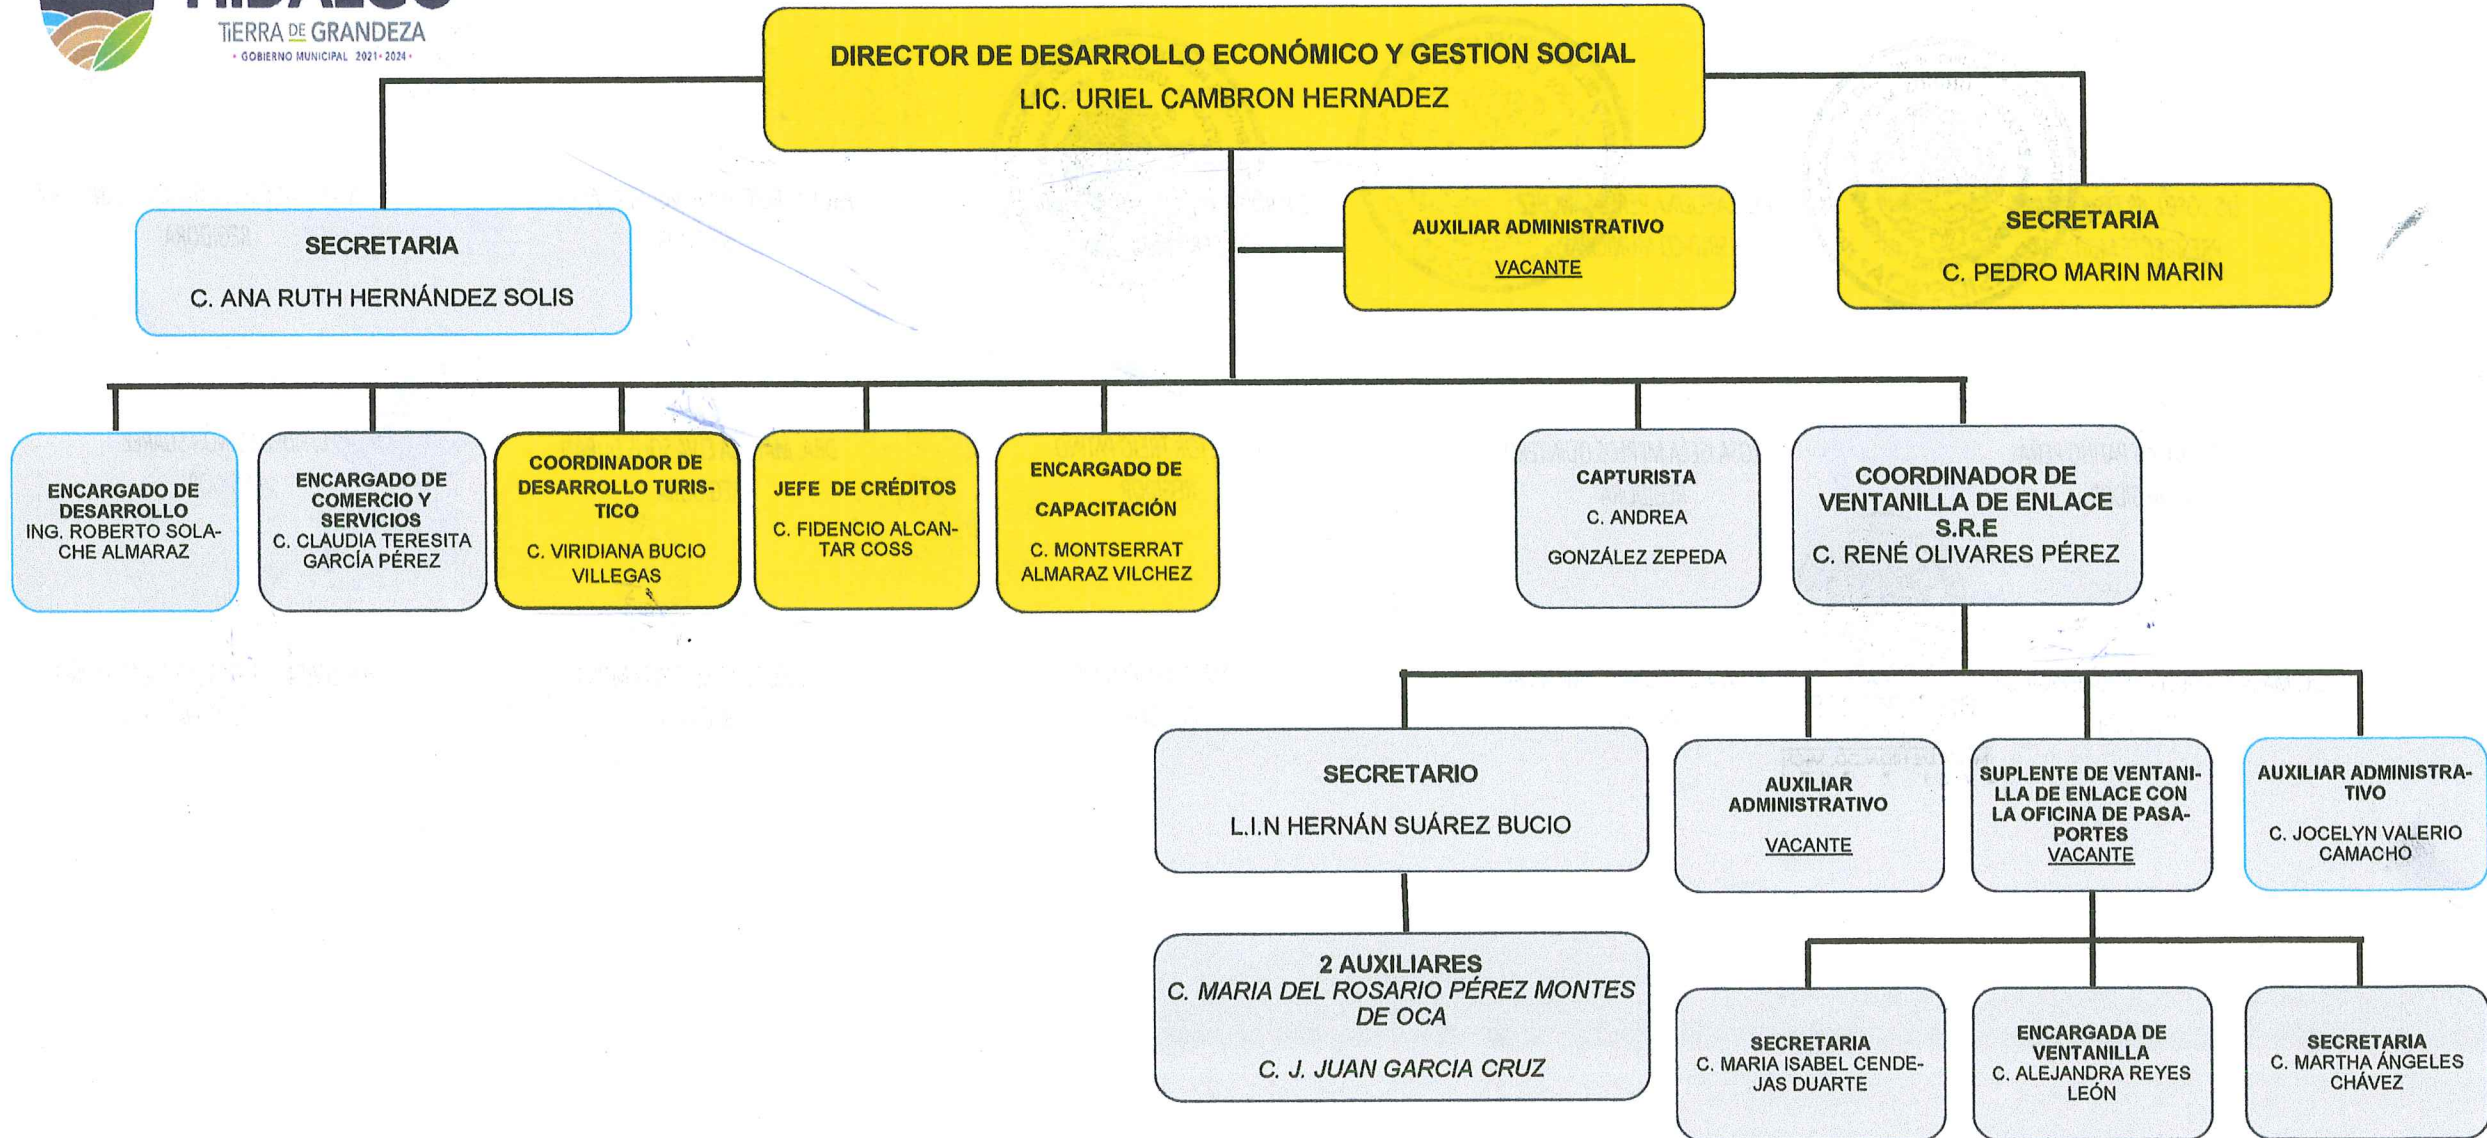 TIERRA DE GRANDEZA
• GOBIERNO MUNICIPAL 2021-2024 •
DIRECTOR DE DESARROLLO ECONÓMICO Y GESTION SOCIAL
LIC. URIEL CAMBRON HERNADEZ
SECRETARIA
C. ANA RUTH HERNÁNDEZ SOLIS
AUXILIAR ADMINISTRATIVO
VACANTE
SECRETARIA
C. PEDRO MARIN MARIN
ENCARGADO DE
DESARROLLO
ING. ROBERTO SOLA-
CHE ALMARAZ
ENCARGADO DE
COMERCIO Y
SERVICIOS
C. CLAUDIA TERESITA
GARCÍA PÉREZ
COORDINADOR DE
DESARROLLO TURIS-
TICO
C. VIRIDIANA BUCIO
VILLEGAS
JEFE DE CRÉDITOS
C. FIDENCIO ALCAN-
TAR COSS
ENCARGADO DE
CAPACITACIÓN
C. MONTSERRAT
ALMARAZ VILCHEZ
CAPTURISTA
C. ANDREA
GONZÁLEZ ZEPEDA
COORDINADOR DE
VENTANILLA DE ENLACE
S.R.E
C. RENÉ OLIVARES PÉREZ
SECRETARIO
L.I.N HERNÁN SUÁREZ BUCIO
AUXILIAR
ADMINISTRATIVO
VACANTE
SUPLENTE DE VENTANI-
LLA DE ENLACE CON
LA OFICINA DE PASA-
PORTES
VACANTE
AUXILIAR ADMINISTRA-
TIVO
C. JOCELYN VALERIO
CAMACHO
2 AUXILIARES
C. MARIA DEL ROSARIO PÉREZ MONTES
DE OCA
C. J. JUAN GARCIA CRUZ
SECRETARIA
C. MARIA ISABEL CENDE-
JAS DUARTE
ENCARGADA DE
VENTANILLA
C. ALEJANDRA REYES
LEÓN
SECRETARIA
C. MARTHA ÁNGELES
CHÁVEZ